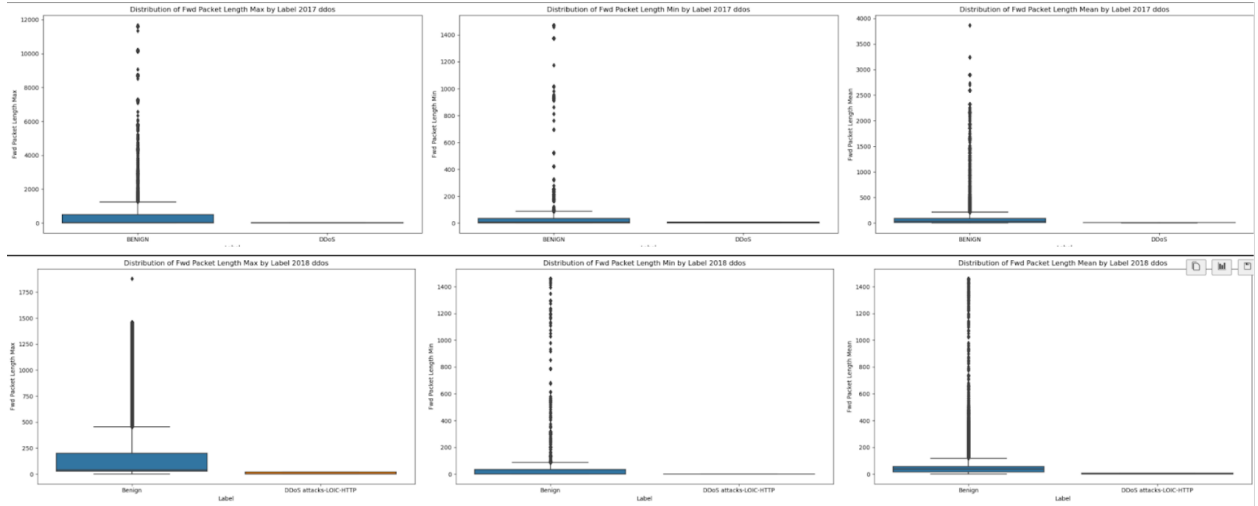 Distribution of Fwd Packet Length Max by Label 2017 ddos
Fwd Packet Length Max
12000
10000
8000
6000
4000
2000
0
BENIGN
DDoS
Distribution of Fwd Packet Length Min by Label 2017 ddos
Fwd Packet Length Min
1400
1200
1000
800
600
400
200
0
BENIGN
DDoS
Distribution of Fwd Packet Length Mean by Label 2017 ddos
Fwd Packet Length Mean
4000
3500
3000
2500
2000
1500
1000
500
0
BENIGN
DDoS
Distribution of Fwd Packet Length Max by Label 2018 ddos
Fwd Packet Length Max
1750
1500
1250
1000
750
500
250
0
Benign
DDoS attacks-LOIC-HTTP
Label
Distribution of Fwd Packet Length Min by Label 2018 ddos
Fwd Packet Length Min
1400
1200
1000
800
600
400
200
0
Benign
DDoS attacks-LOIC-HTTP
Label
Distribution of Fwd Packet Length Mean by Label 2018 ddos
Fwd Packet Length Mean
1400
1200
1000
800
600
400
200
0
Benign
DDoS attacks-LOIC-HTTP
Label